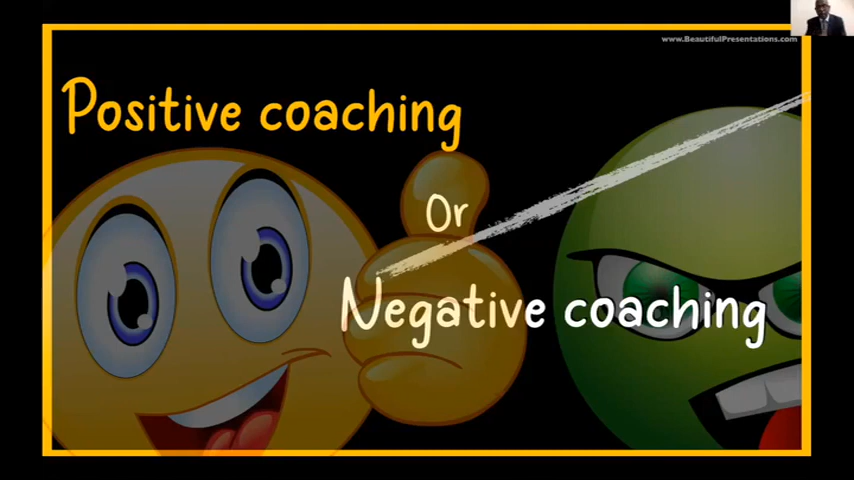 www.BeautifulPresentations.com
Positive coaching
Or
Negative coaching